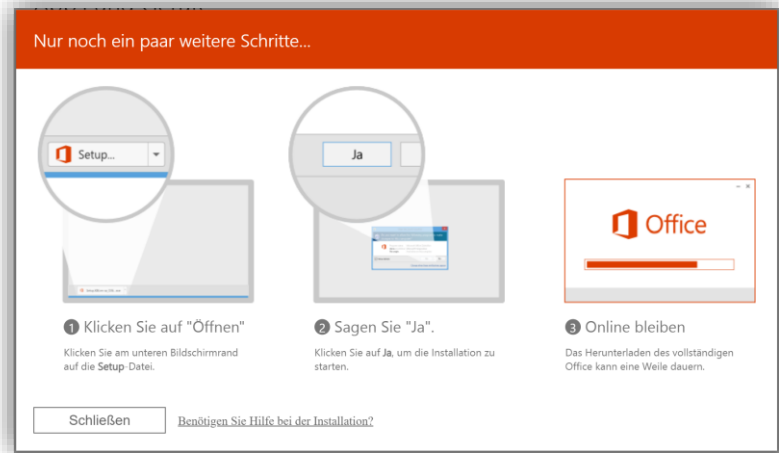 Nur noch ein paar weitere Schritte...
Setup...
Ja
Office
1 Klicken Sie auf "Öffnen"
Klicken Sie am unteren Bildschirmrand
auf die Setup-Datei.
2 Sagen Sie "Ja".
Klicken Sie auf Ja, um die Installation zu
starten.
3 Online bleiben
Das Herunterladen des vollständigen
Office kann eine Weile dauern.
Schließen
Benötigen Sie Hilfe bei der Installation?